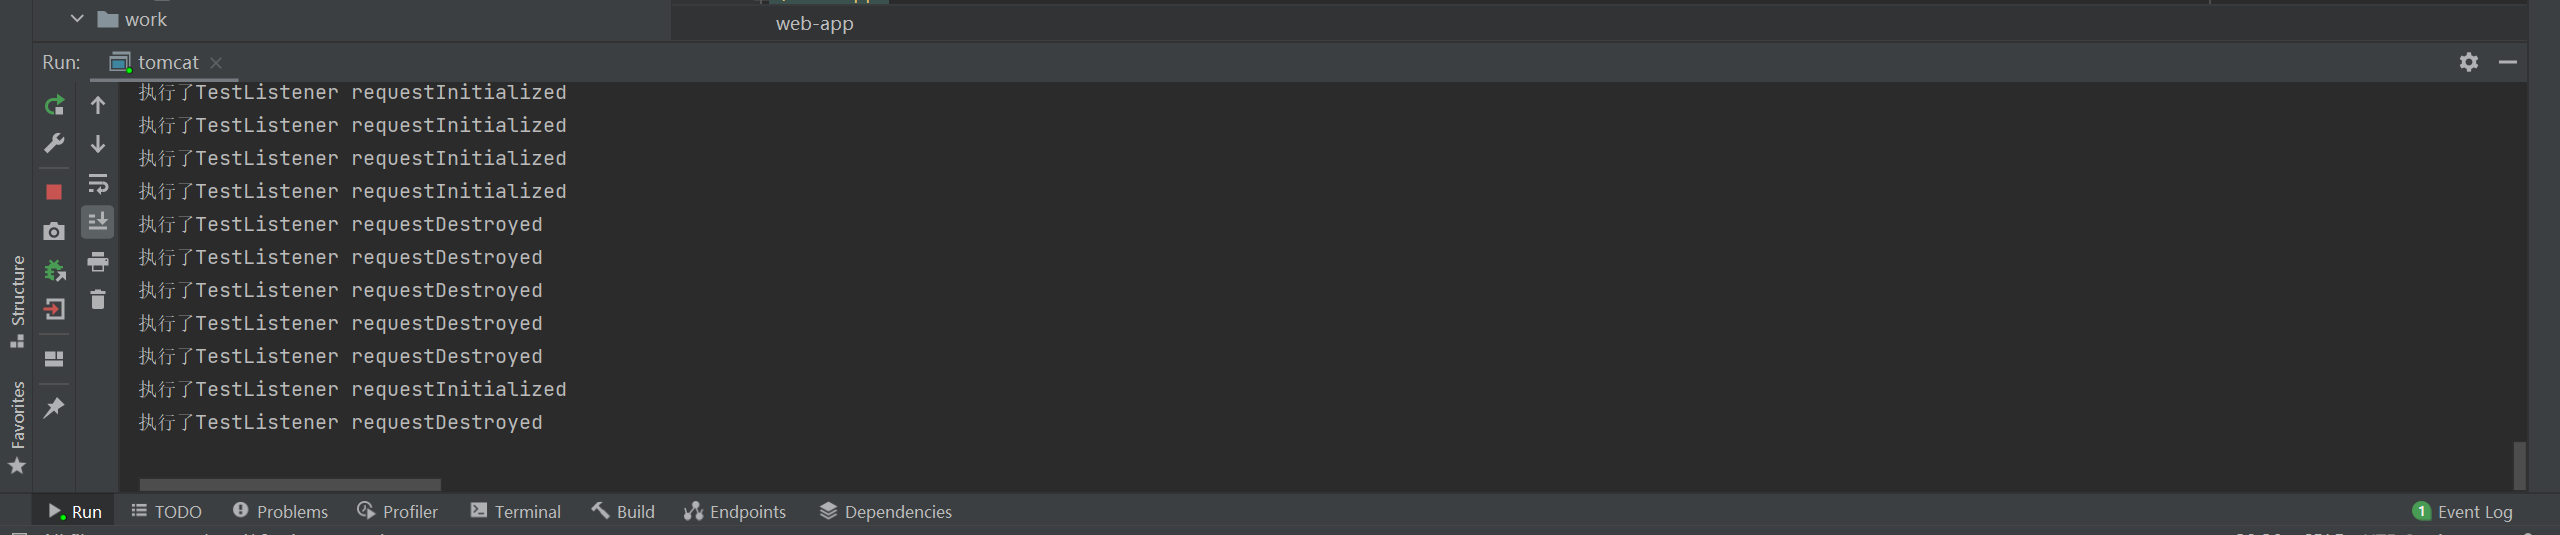 work
web-app
Run: tomcat
执行了TestListener requestInitialized
执行了TestListener requestInitialized
执行了TestListener requestInitialized
执行了TestListener requestInitialized
执行了TestListener requestDestroyed
执行了TestListener requestDestroyed
执行了TestListener requestDestroyed
执行了TestListener requestDestroyed
执行了TestListener requestDestroyed
执行了TestListener requestInitialized
执行了TestListener requestDestroyed
Structure
Favorites
Run TODO Problems Profiler Terminal Build Endpoints Dependencies 1 Event Log